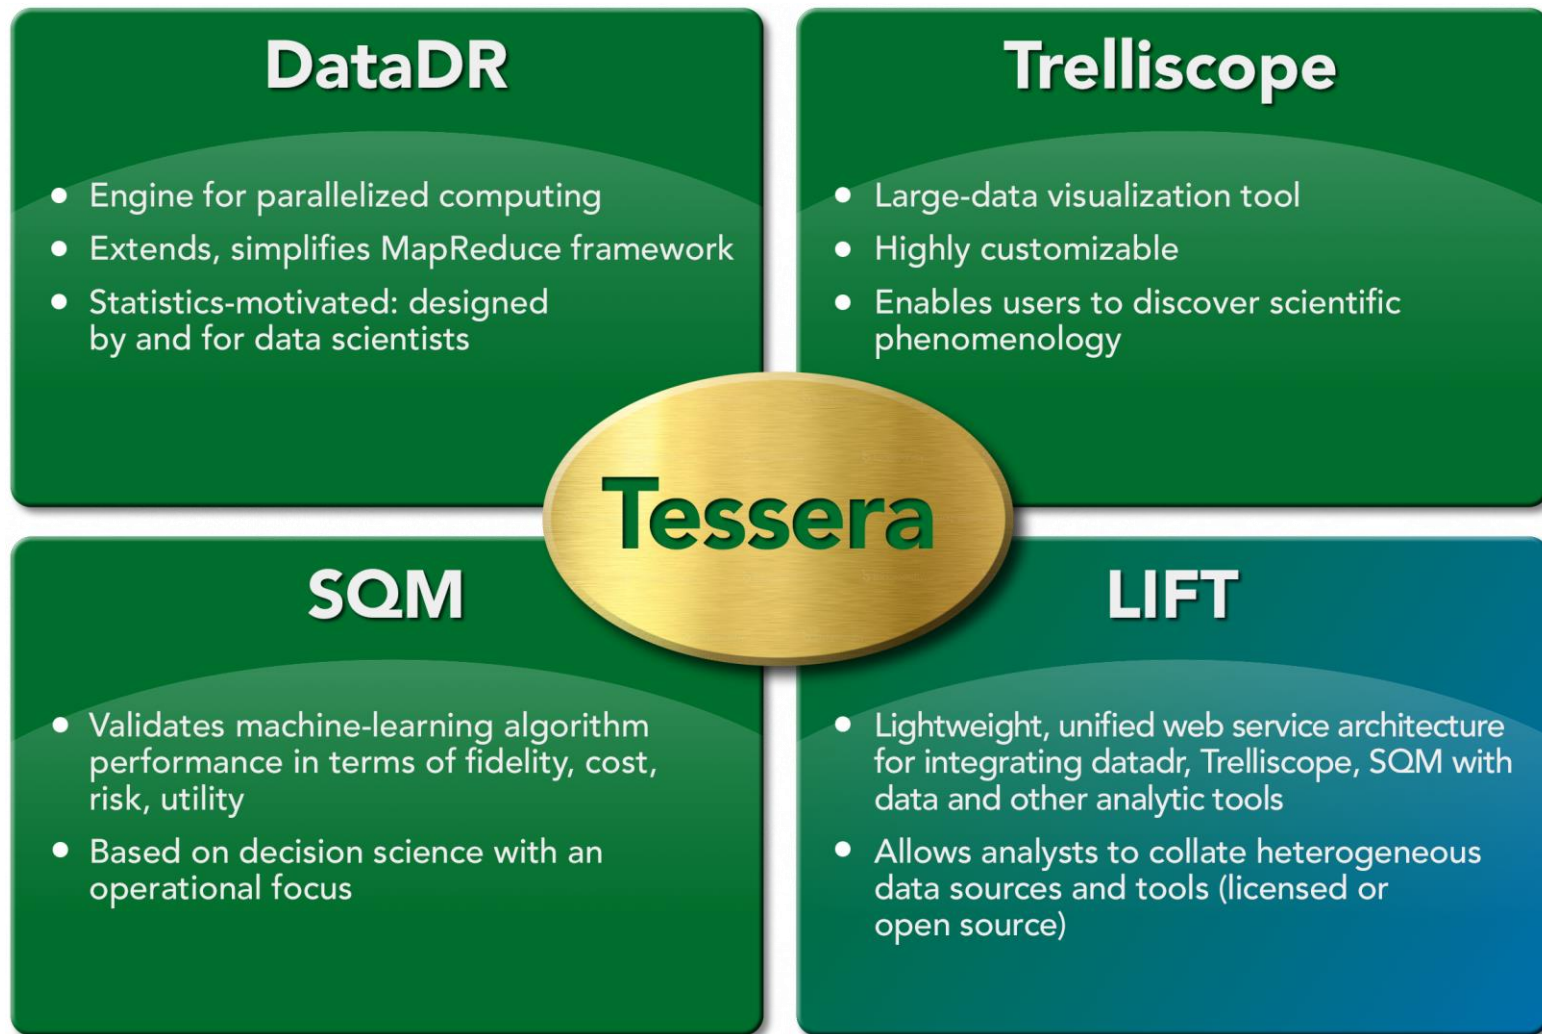 DataDR
• Engine for parallelized computing
• Extends, simplifies MapReduce framework
• Statistics-motivated: designed
by and for data scientists
Trelliscope
• Large-data visualization tool
• Highly customizable
• Enables users to discover scientific
phenomenology
Tessera
SQM
• Validates machine-learning algorithm
performance in terms of fidelity, cost,
risk, utility
• Based on decision science with an
operational focus
LIFT
• Lightweight, unified web service architecture
for integrating datadr, Trelliscope, SQM with
data and other analytic tools
• Allows analysts to collate heterogeneous
data sources and tools (licensed or
open source)